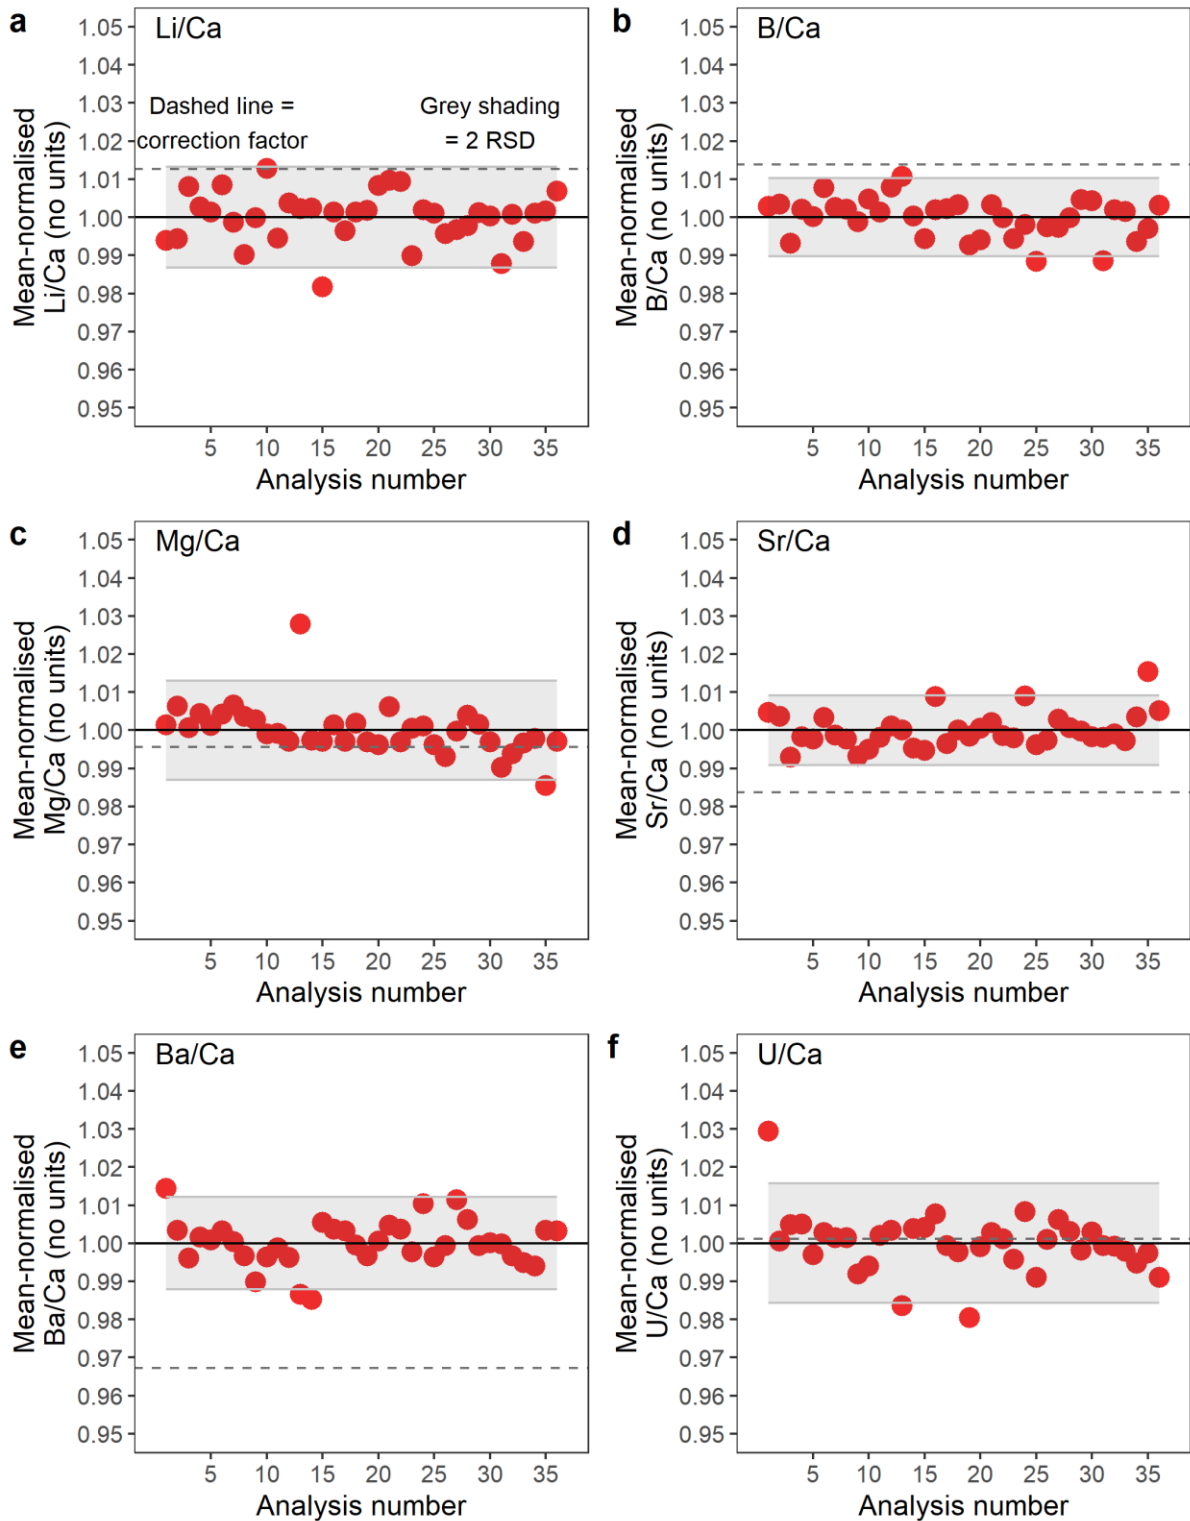 a
Li/Ca
1.05
1.04
1.03
1.02
1.01
1.00
0.99
0.98
0.97
0.96
0.95
Mean-normalised
Li/Ca (no units)
Dashed line =
correction factor
Grey shading
= 2 RSD
5 10 15 20 25 30 35
Analysis number
b
B/Ca
1.05
1.04
1.03
1.02
1.01
1.00
0.99
0.98
0.97
0.96
0.95
Mean-normalised
B/Ca (no units)
5 10 15 20 25 30 35
Analysis number
c
Mg/Ca
1.05
1.04
1.03
1.02
1.01
1.00
0.99
0.98
0.97
0.96
0.95
Mean-normalised
Mg/Ca (no units)
5 10 15 20 25 30 35
Analysis number
d
Sr/Ca
1.05
1.04
1.03
1.02
1.01
1.00
0.99
0.98
0.97
0.96
0.95
Mean-normalised
Sr/Ca (no units)
5 10 15 20 25 30 35
Analysis number
e
Ba/Ca
1.05
1.04
1.03
1.02
1.01
1.00
0.99
0.98
0.97
0.96
0.95
Mean-normalised
Ba/Ca (no units)
5 10 15 20 25 30 35
Analysis number
f
U/Ca
1.05
1.04
1.03
1.02
1.01
1.00
0.99
0.98
0.97
0.96
0.95
Mean-normalised
U/Ca (no units)
5 10 15 20 25 30 35
Analysis number